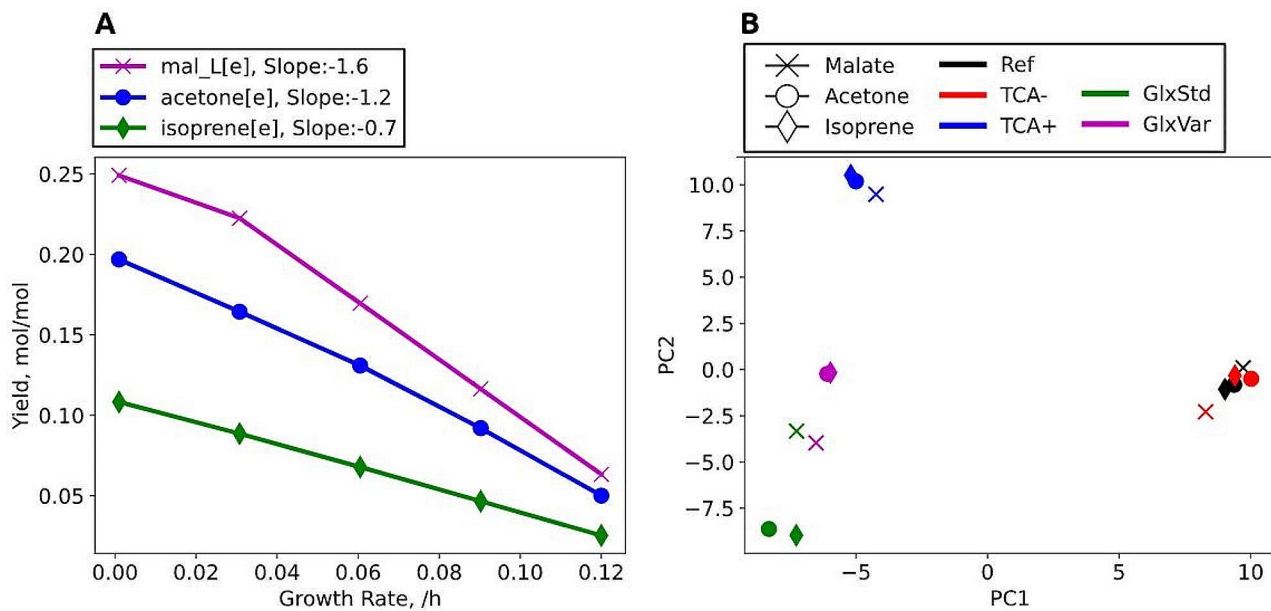 A
mal_L[e], Slope:-1.6
acetone[e], Slope:-1.2
isoprene[e], Slope:-0.7
0.25
0.20
0.15
0.10
0.05
Yield, mol/mol
0.00 0.02 0.04 0.06 0.08 0.10 0.12
Growth Rate, /h
B
Malate Ref
Acetone TCA- GlxStd
Isoprene TCA+ GlxVar
10.0
7.5
5.0
2.5
0.0
−2.5
−5.0
−7.5
PC2
−5 0 5 10
PC1